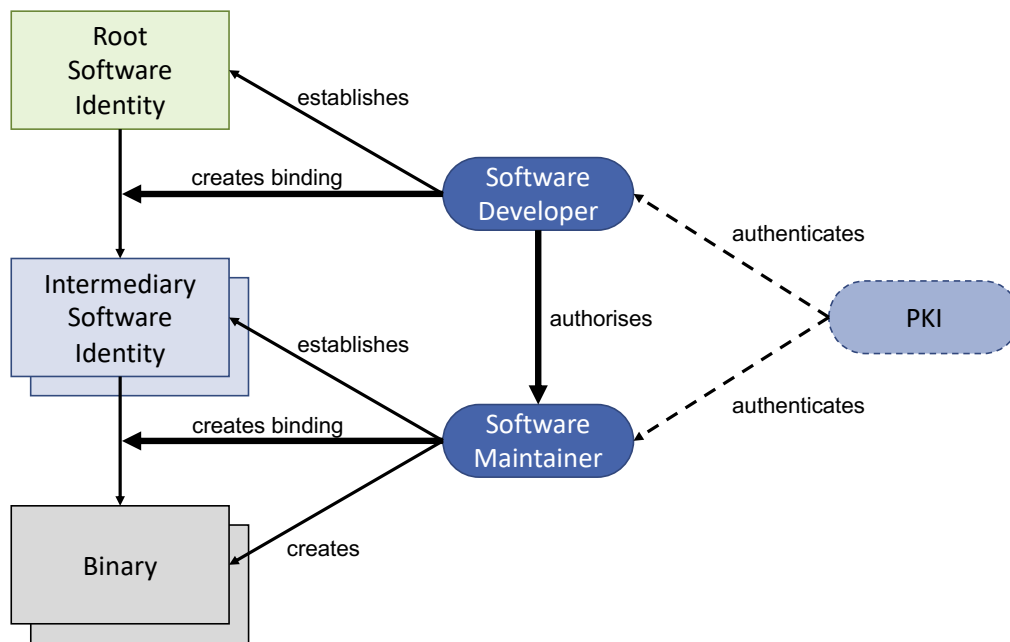 Root
Software
Identity
establishes
creates binding
Software
Developer
authenticates
Intermediary
Software
Identity
establishes
authorises
PKI
authenticates
creates binding
Software
Maintainer
Binary
creates